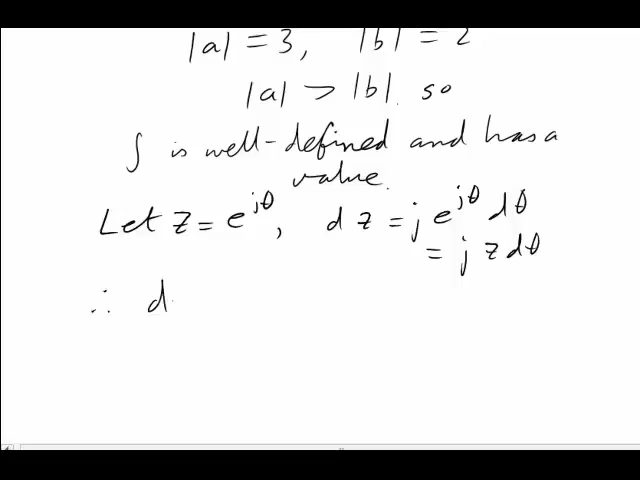 |a| = 3, |b| = 2
|a| > |b|. so
∫ is well-defined and has a
value.
Let z = e^{jθ}, dz = j e^{jθ} dθ
= j z dθ
∴ d